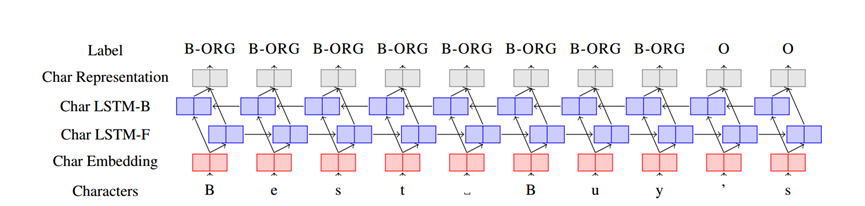 Label B-ORG B-ORG B-ORG B-ORG B-ORG B-ORG B-ORG B-ORG O O
Char Representation
Char LSTM-B
Char LSTM-F
Char Embedding
Characters B e s t ␣ B u y ’ s